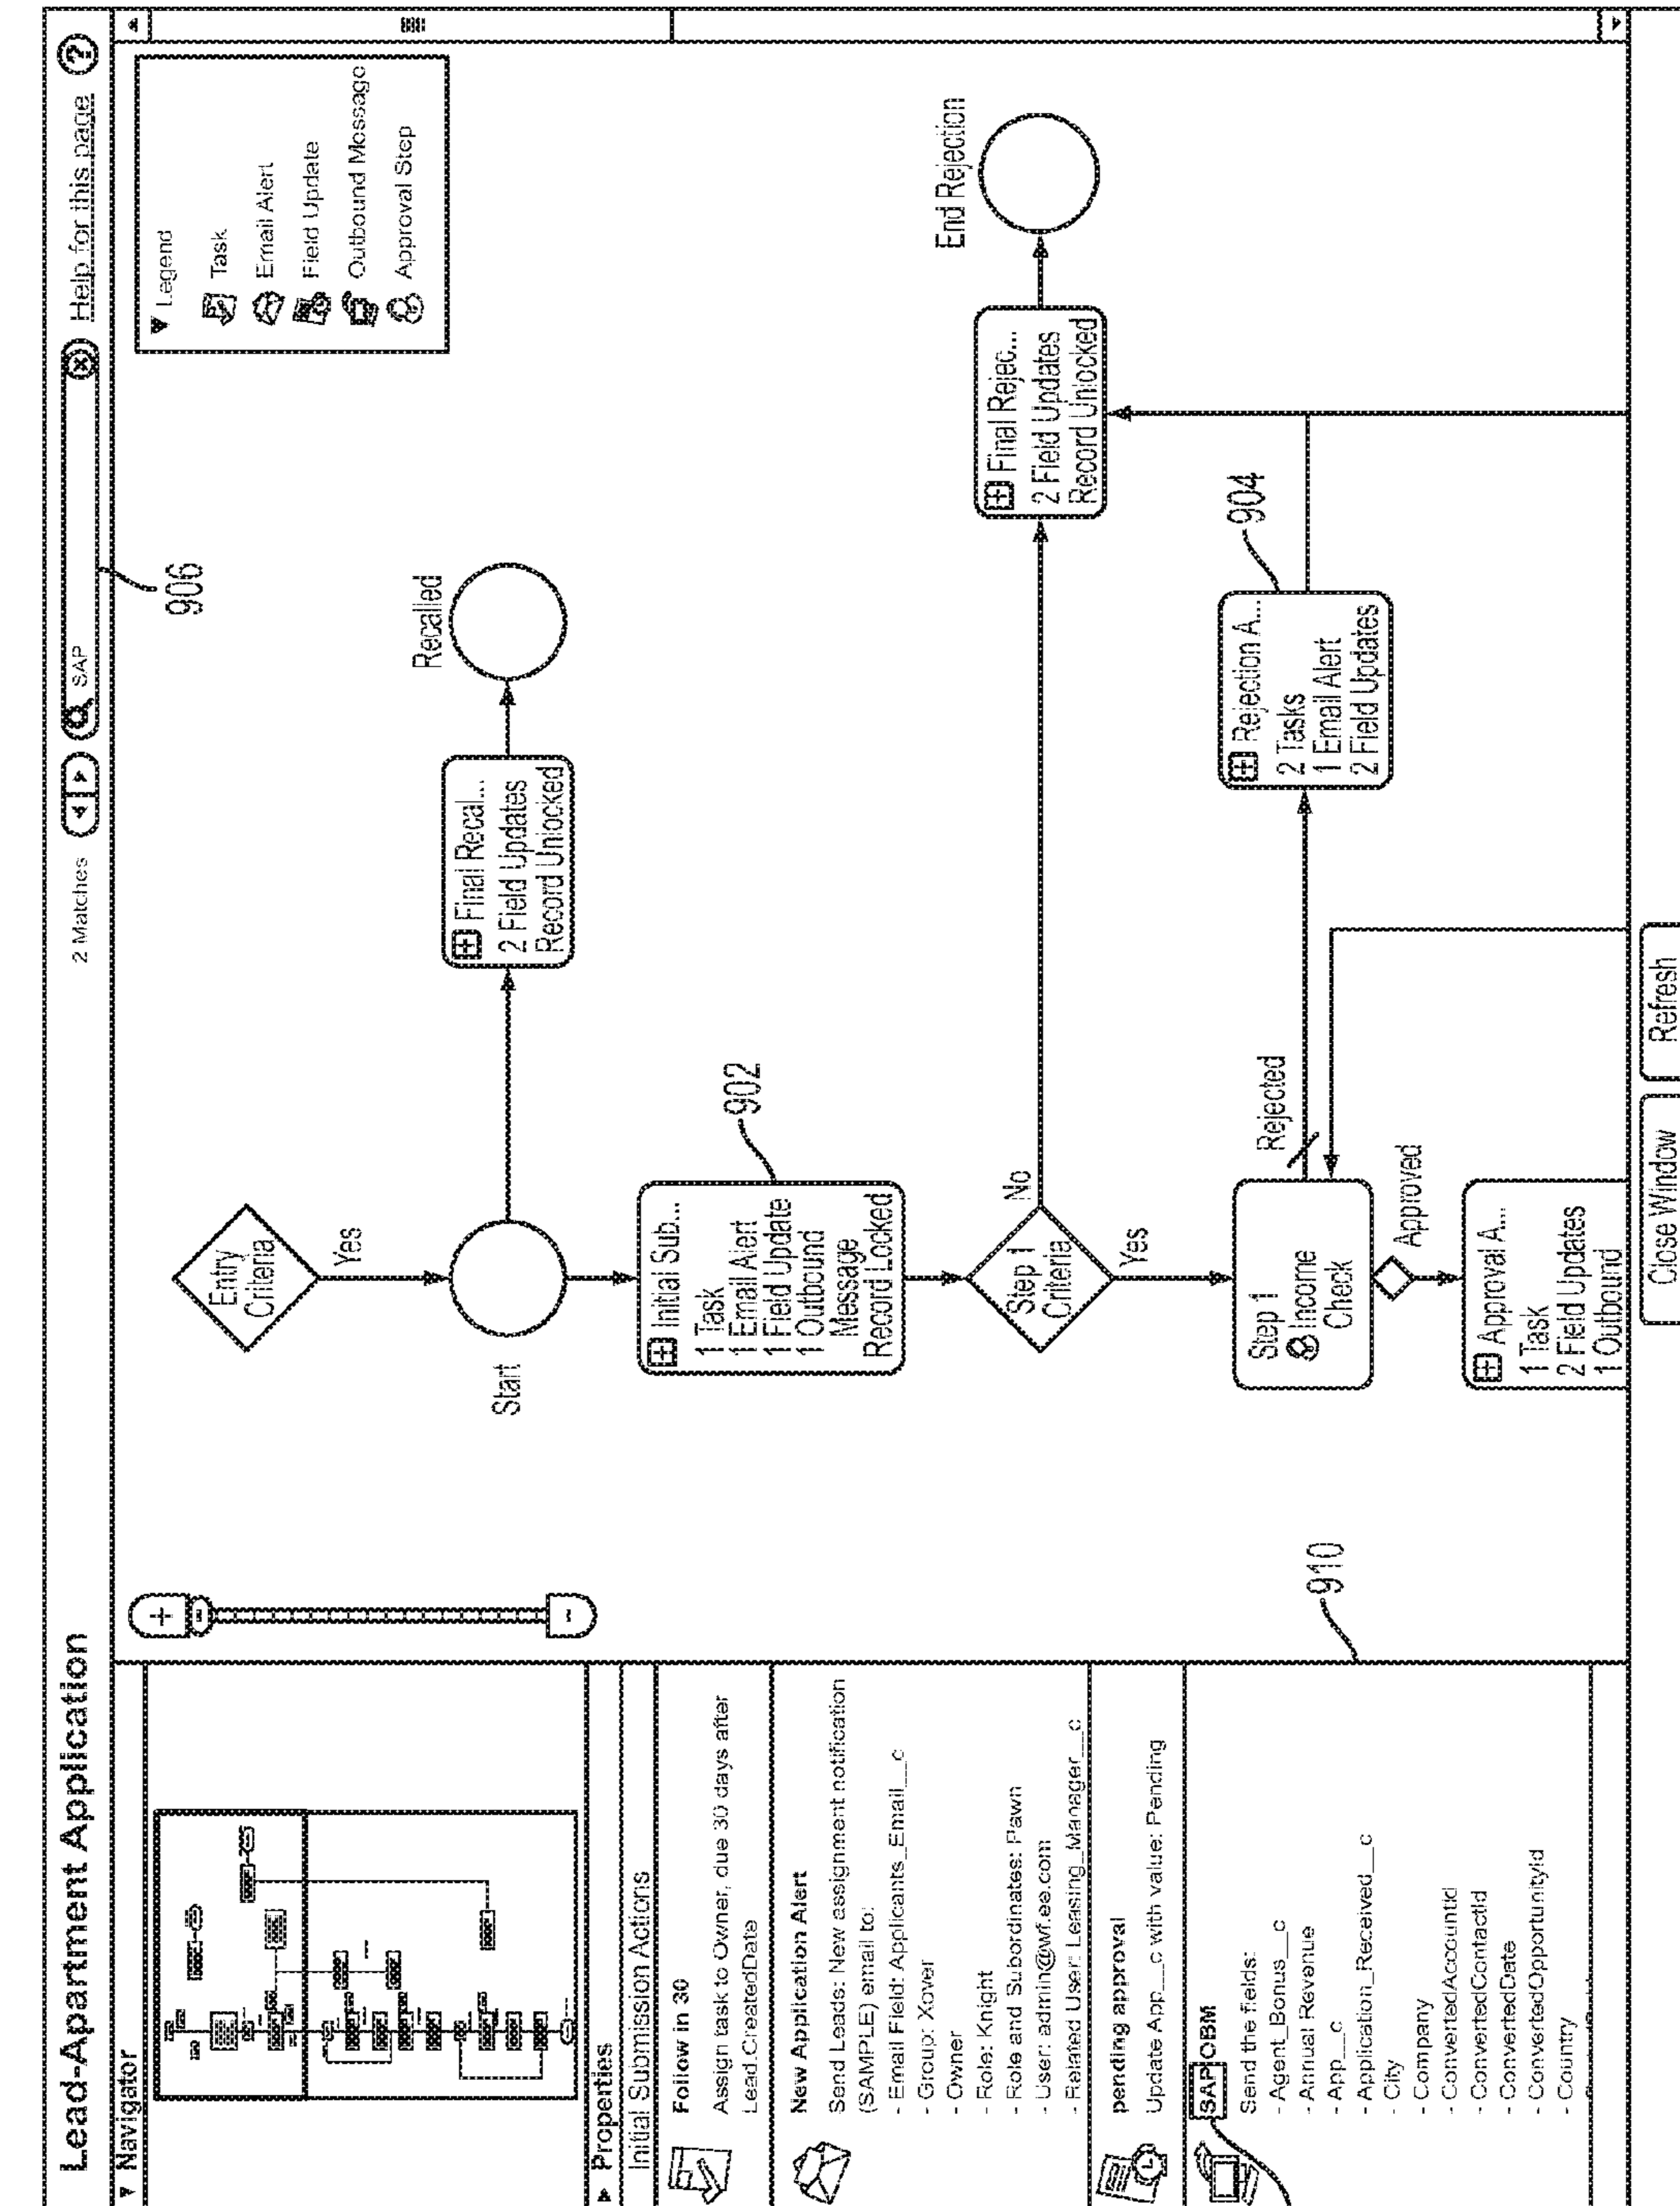 Lead-Apartment Application
2 Matches
SAP
Help for this page
?
906
Navigator
Properties
Initial Submission Actions
Follow in 30
Assign task to Owner, due 30 days after
Lead.CreatedDate
New Application Alert
Send Leads: New assignment notification
(SAMPLE) email to:
- Email Field: Applicants_Email__c
- Group: Xover
- Owner
- Role: Knight
- Role and Subordinates: Pawn
- User: admin@wf.ee.com
- Related User: Leasing_Manager__c
pending approval
Update App__c with value: Pending
SAP OBM
Send the fields:
- Agent_Bonus__c
- Annual Revenue
- App__c
- Application_Received__c
- City
- Company
- ConvertedAccountId
- ConvertedContactId
- ConvertedDate
- ConvertedOpportunityId
- Country
910
+
-
Legend
Task
Email Alert
Field Update
Outbound Message
Approval Step
Entry
Criteria
Yes
Start
Final Recal...
2 Field Updates
Record Unlocked
Recalled
Initial Sub...
1 Task
1 Email Alert
1 Field Update
1 Outbound
Message
Record Locked
902
Step 1
Criteria
No
Yes
Final Rejec...
2 Field Updates
Record Unlocked
End Rejection
Step 1
Income
Check
Rejected
Rejection A...
2 Tasks
1 Email Alert
2 Field Updates
904
Approved
Approval A...
1 Task
2 Field Updates
1 Outbound
Close Window
Refresh